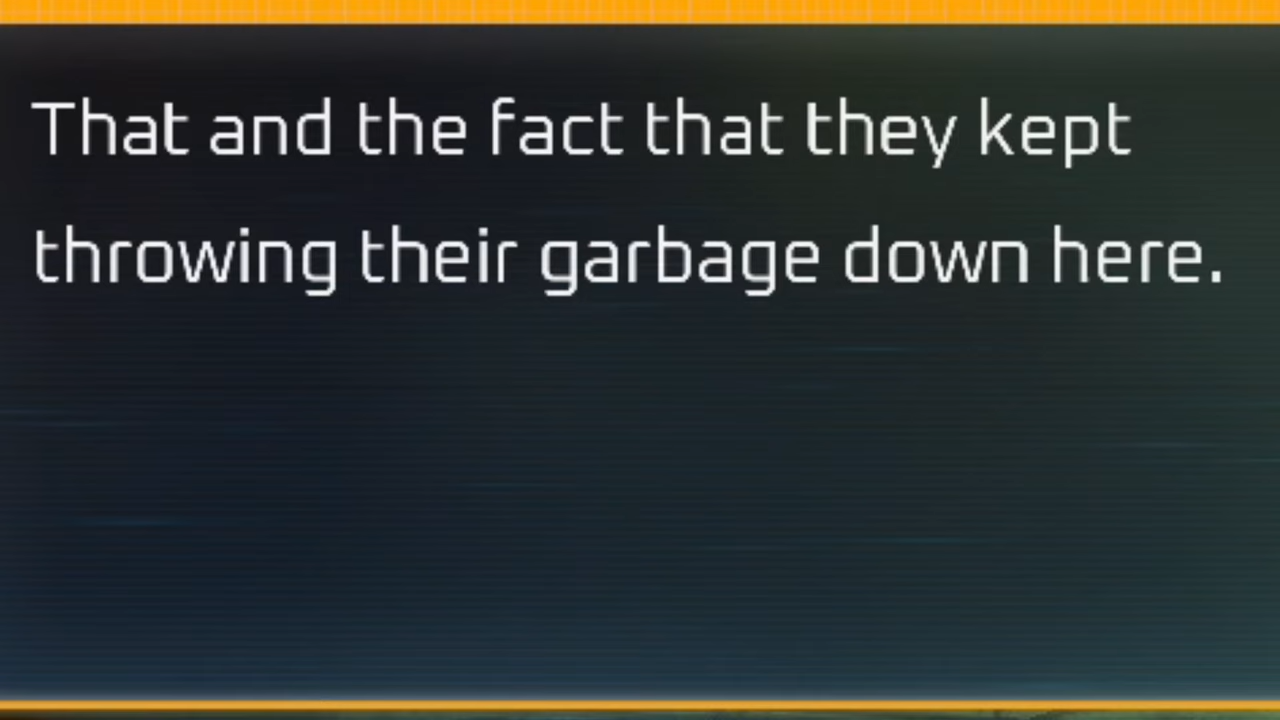 That and the fact that they kept
throwing their garbage down here.